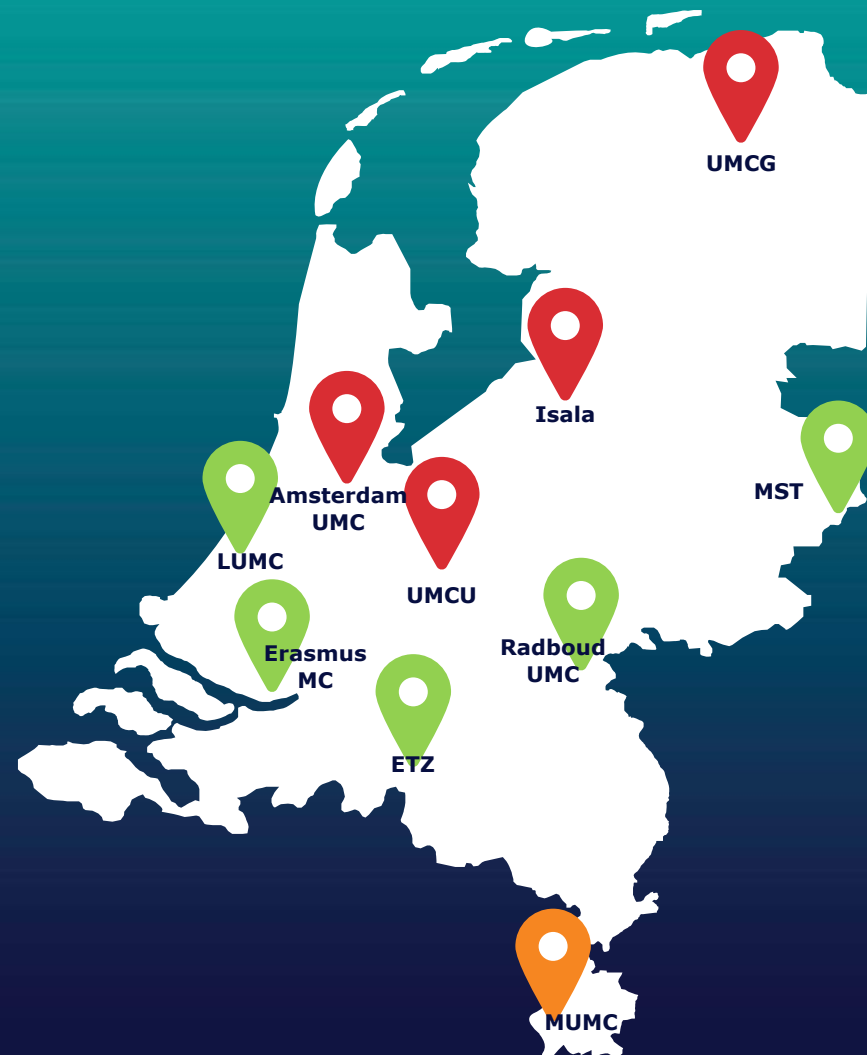 UMCG
Isala
Amsterdam
UMC
MST
LUMC
UMCU
Erasmus
MC
Radboud
UMC
ETZ
MUMC